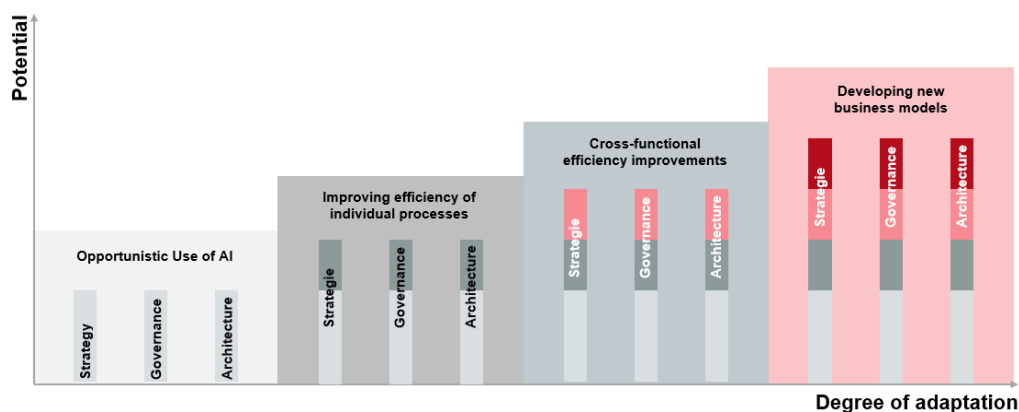 Potential
Opportunistic Use of AI
Strategy
Governance
Architecture
Improving efficiency of
individual processes
Strategie
Governance
Architecture
Cross-functional
efficiency improvements
Strategie
Governance
Architecture
Developing new
business models
Strategie
Governance
Architecture
Degree of adaptation